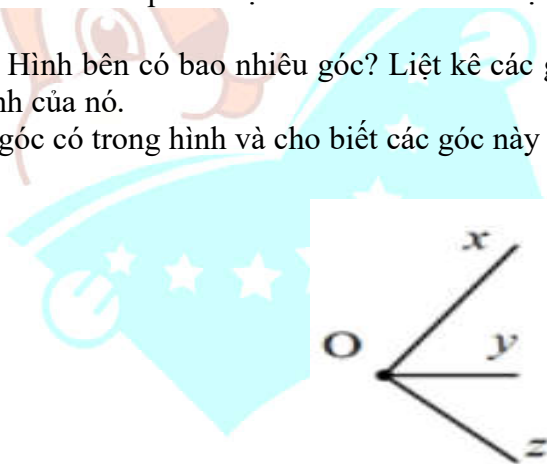 Hình bên có bao nhiêu góc? Liệt kê các
của nó.
góc có trong hình và cho biết các góc này
x
O
y
z